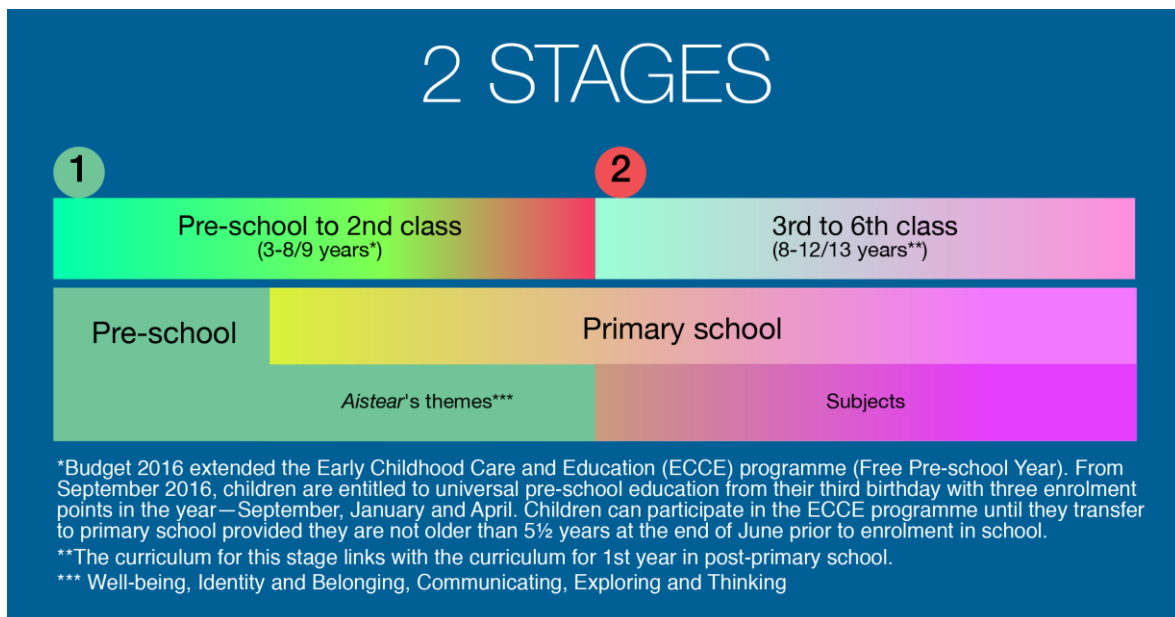 2 STAGES
1
2
Pre-school to 2nd class
(3-8/9 years*)
3rd to 6th class
(8-12/13 years**)
Pre-school
Primary school
Aistear's themes***
Subjects
*Budget 2016 extended the Early Childhood Care and Education (ECCE) programme (Free Pre-school Year). From
September 2016, children are entitled to universal pre-school education from their third birthday with three enrolment
points in the year—September, January and April. Children can participate in the ECCE programme until they transfer
to primary school provided they are not older than 5½ years at the end of June prior to enrolment in school.
**The curriculum for this stage links with the curriculum for 1st year in post-primary school.
*** Well-being, Identity and Belonging, Communicating, Exploring and Thinking